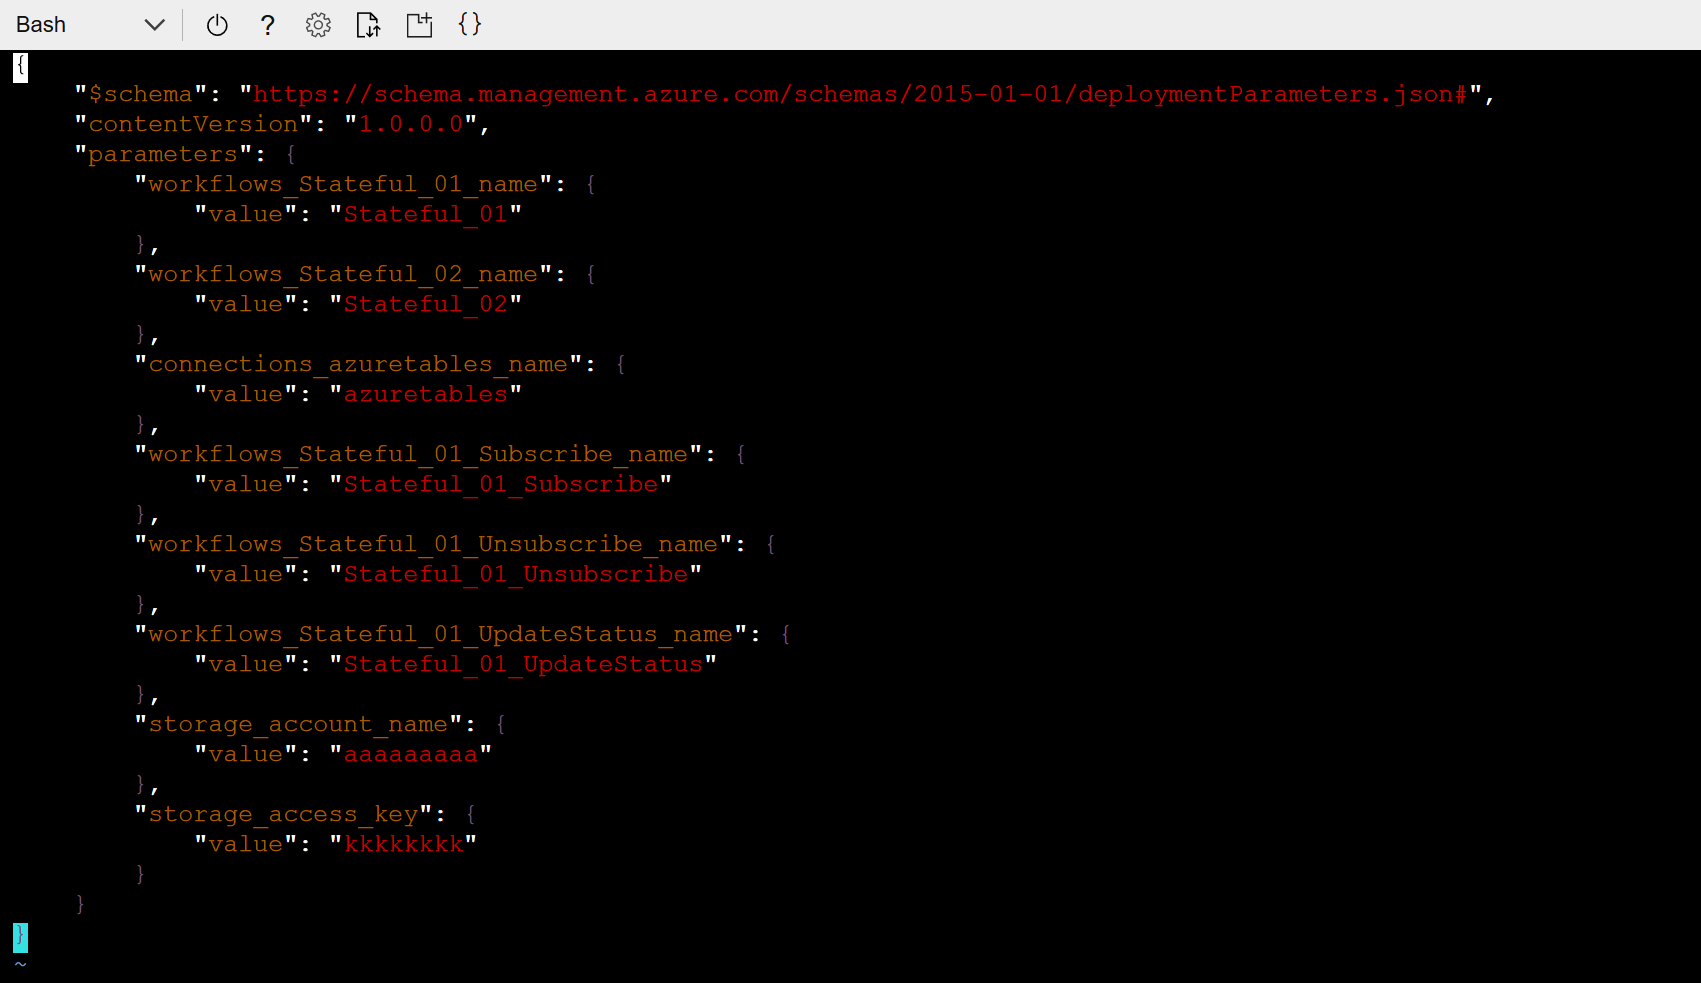 Bash
{
    "$schema": "https://schema.management.azure.com/schemas/2015-01-01/deploymentParameters.json#",
    "contentVersion": "1.0.0.0",
    "parameters": {
        "workflows_Stateful_01_name": {
            "value": "Stateful_01"
        },
        "workflows_Stateful_02_name": {
            "value": "Stateful_02"
        },
        "connections_azuretables_name": {
            "value": "azuretables"
        },
        "workflows_Stateful_01_Subscribe_name": {
            "value": "Stateful_01_Subscribe"
        },
        "workflows_Stateful_01_Unsubscribe_name": {
            "value": "Stateful_01_Unsubscribe"
        },
        "workflows_Stateful_01_UpdateStatus_name": {
            "value": "Stateful_01_UpdateStatus"
        },
        "storage_account_name": {
            "value": "aaaaaaaaa"
        },
        "storage_access_key": {
            "value": "kkkkkkkk"
        }
    }
}
~